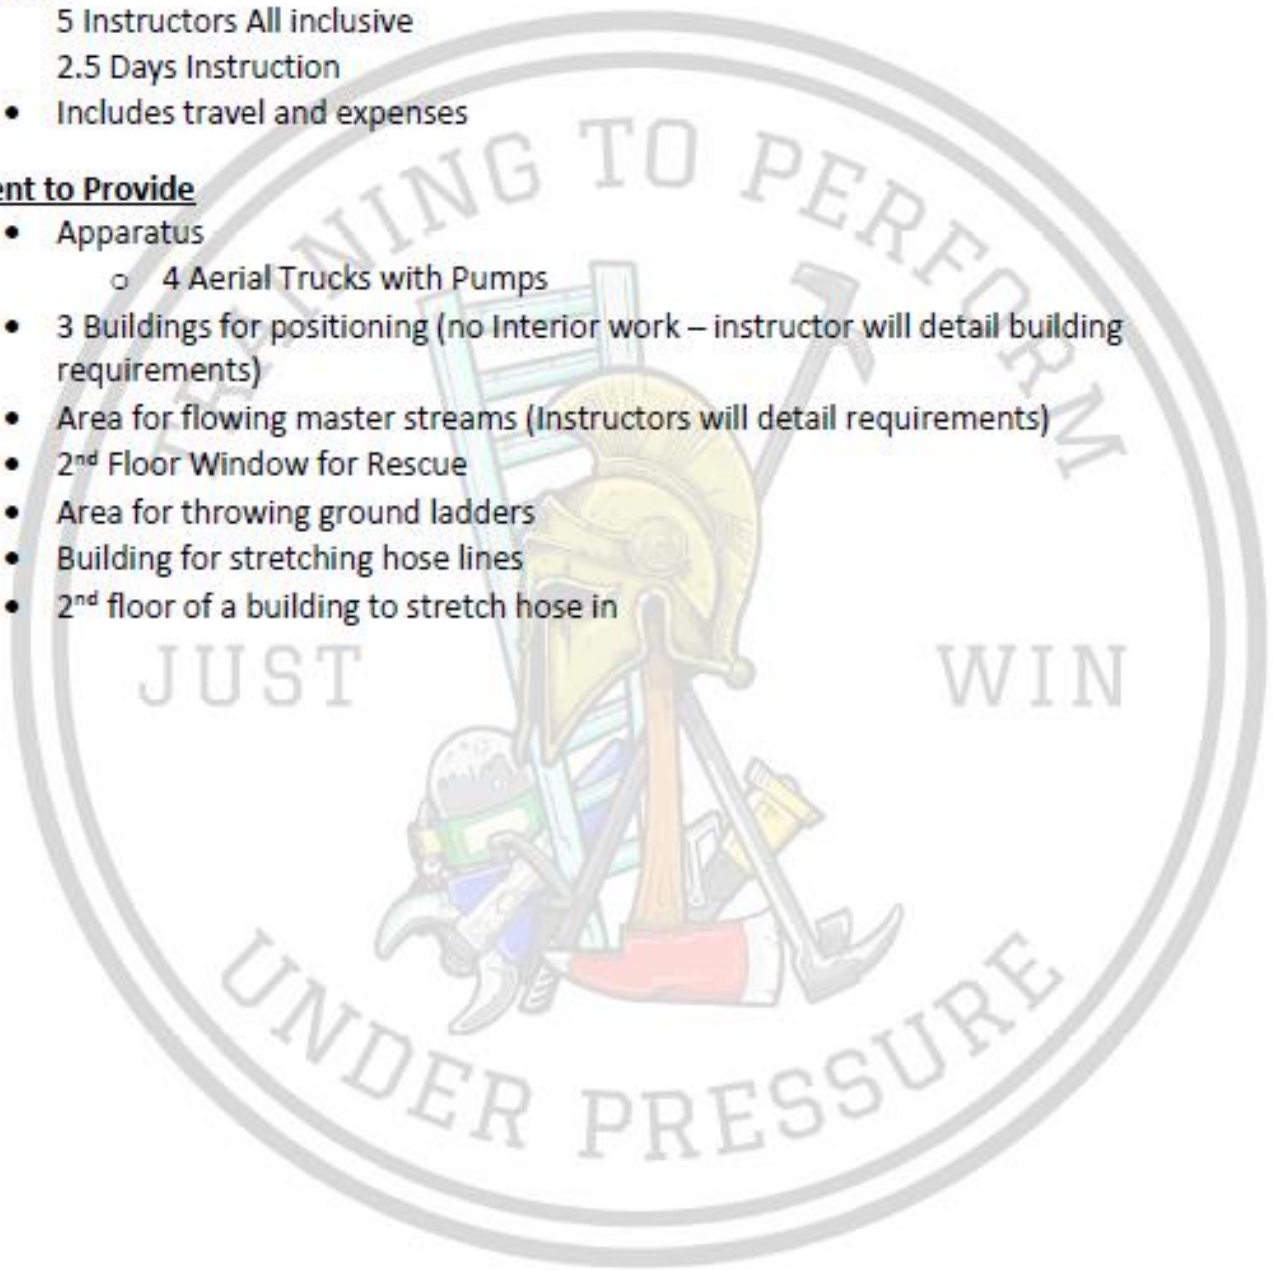 5 Instructors All inclusive
2.5 Days Instruction
• Includes travel and expenses
ent to Provide
• Apparatus
o 4 Aerial Trucks with Pumps
• 3 Buildings for positioning (no Interior work – instructor will detail building
requirements)
• Area for flowing master streams (Instructors will detail requirements)
• 2nd Floor Window for Rescue
• Area for throwing ground ladders
• Building for stretching hose lines
• 2nd floor of a building to stretch hose in
TRAINING TO PERFORM
JUST WIN
UNDER PRESSURE